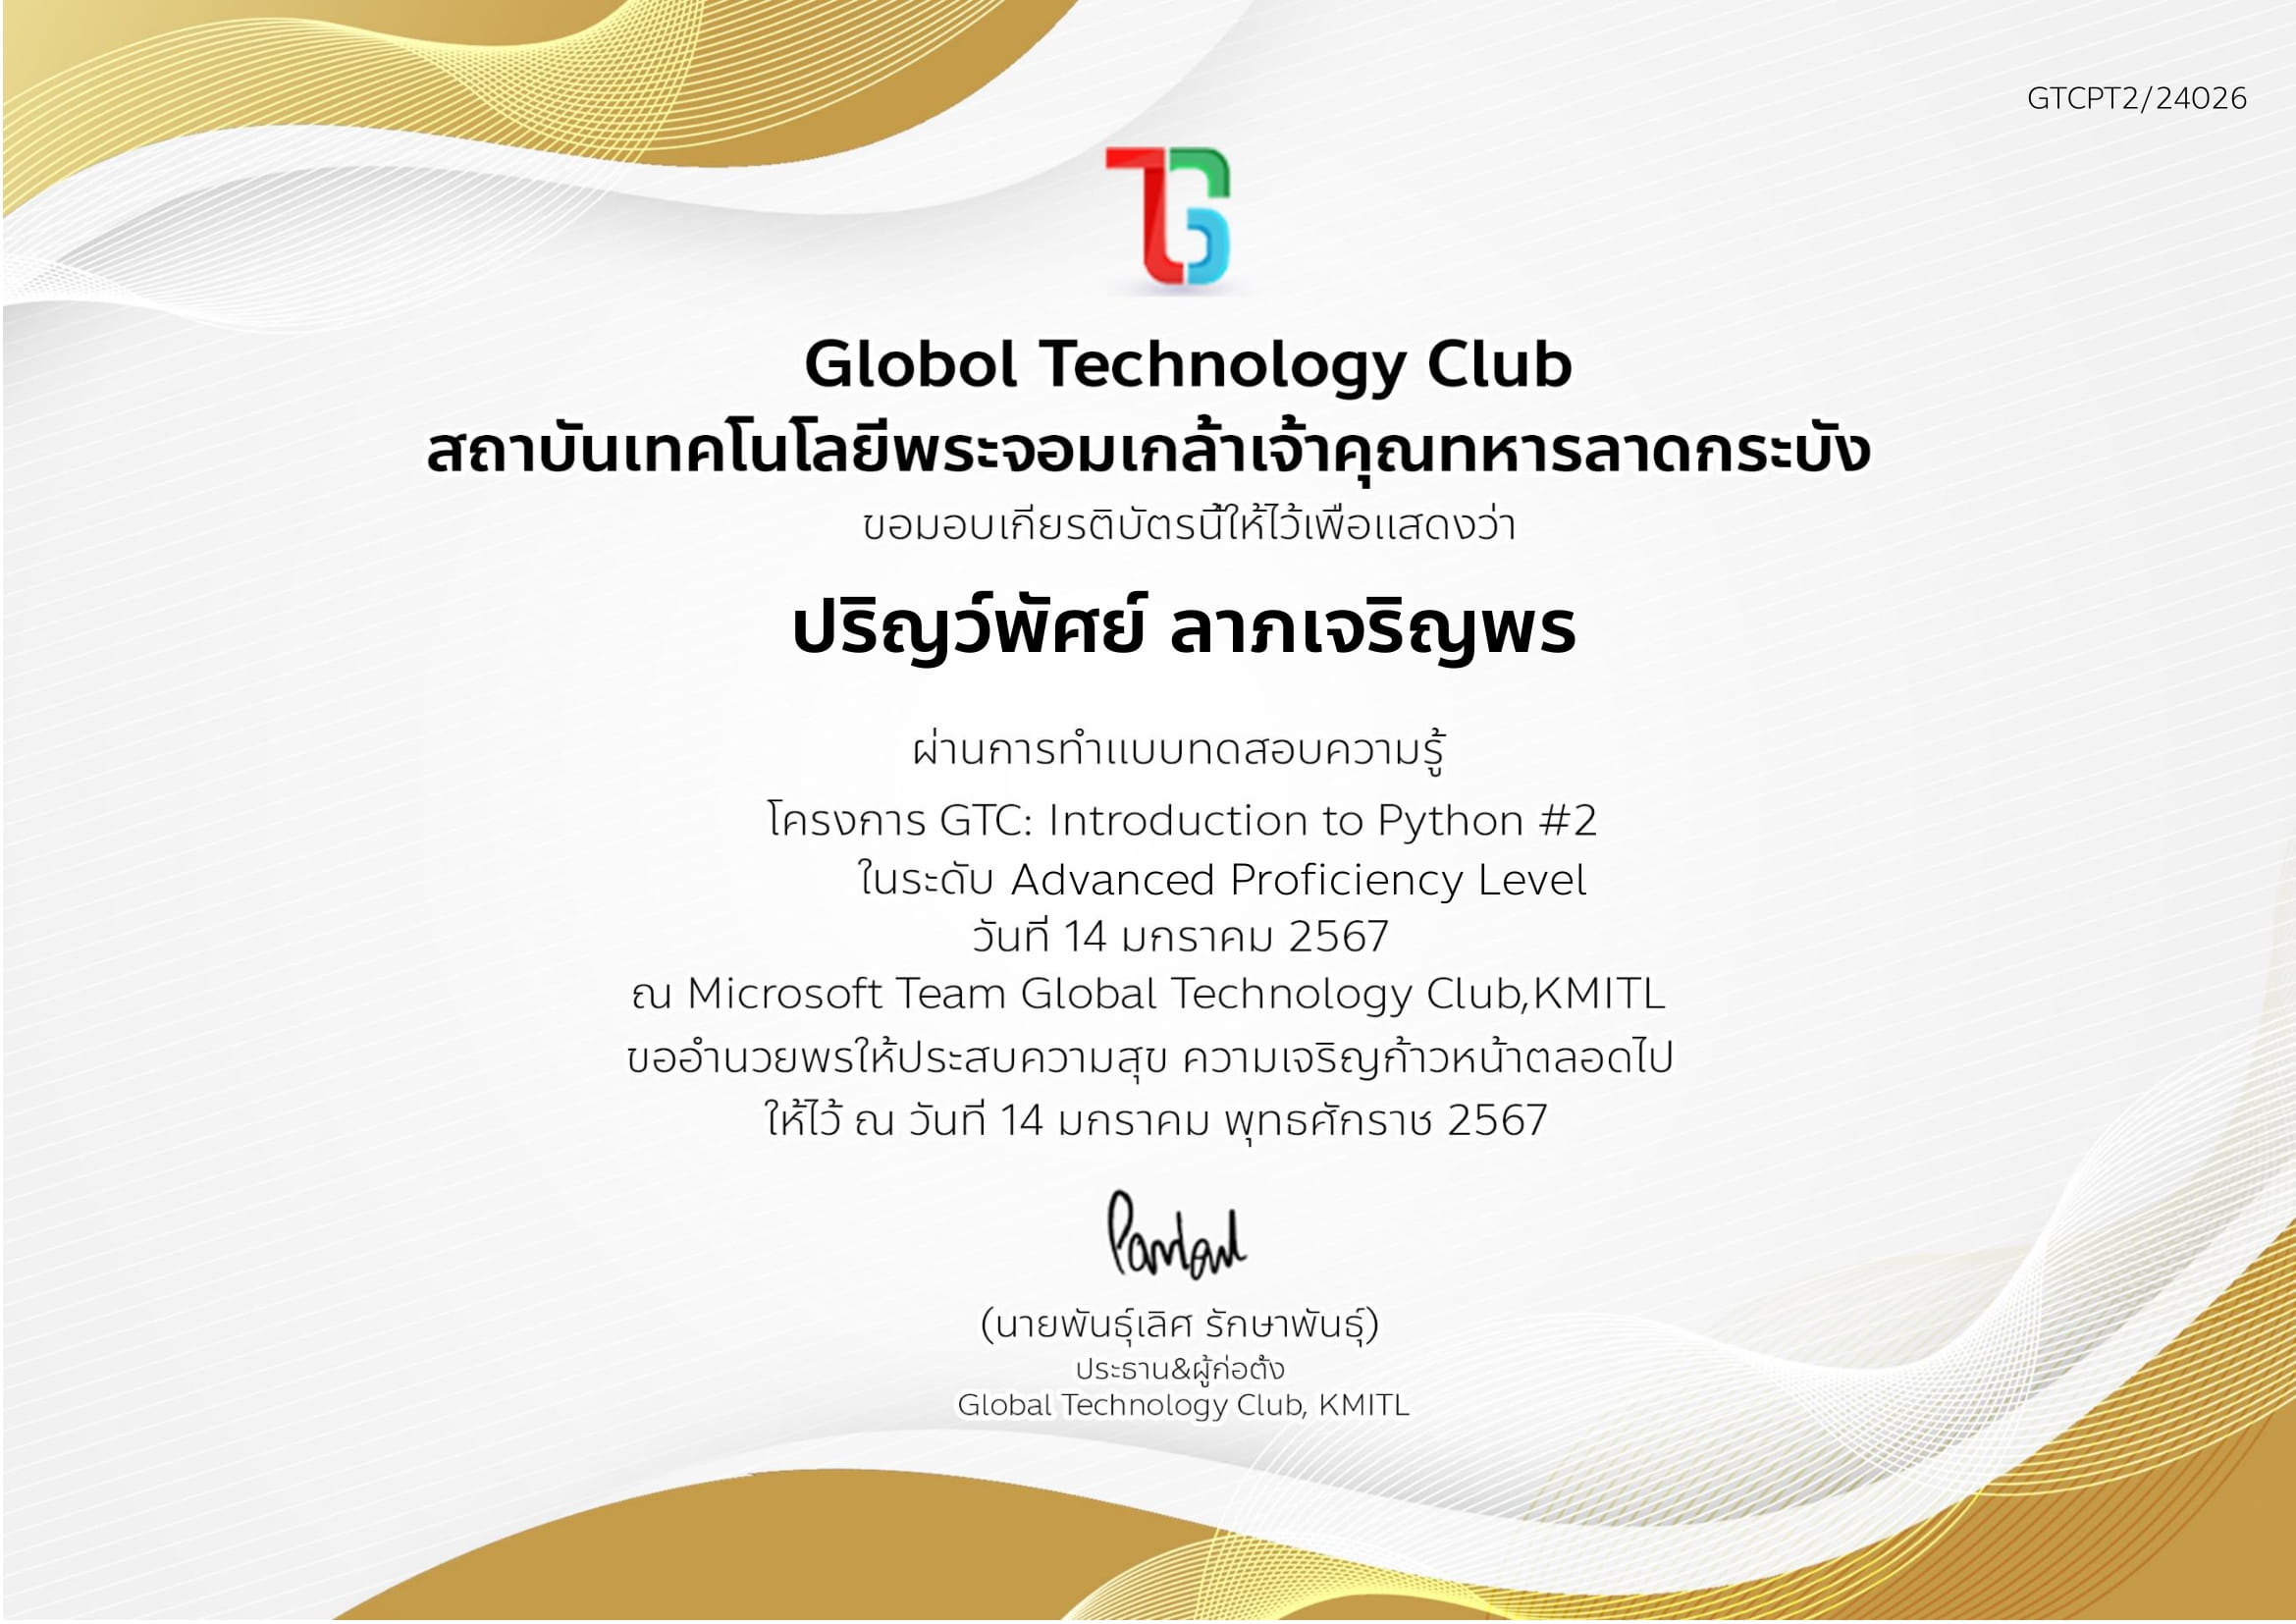 GTCPT2/24026
Globol Technology Club
สถาบันเทคโนโลยีพระจอมเกล้าเจ้าคุณทหารลาดกระบัง
ขอมอบเกียรติบัตรนี้ให้ไว้เพื่อแสดงว่า
ปริญว์พัศย์ ลาภเจริญพร
ผ่านการทำแบบทดสอบความรู้
โครงการ GTC: Introduction to Python #2
ในระดับ Advanced Proficiency Level
วันที่ 14 มกราคม 2567
ณ Microsoft Team Global Technology Club,KMITL
ขออำนวยพรให้ประสบความสุข ความเจริญก้าวหน้าตลอดไป
ให้ไว้ ณ วันที่ 14 มกราคม พุทธศักราช 2567
(นายพันธุ์เลิศ รักษาพันธุ์)
ประธาน&ผู้ก่อตั้ง
Global Technology Club, KMITL